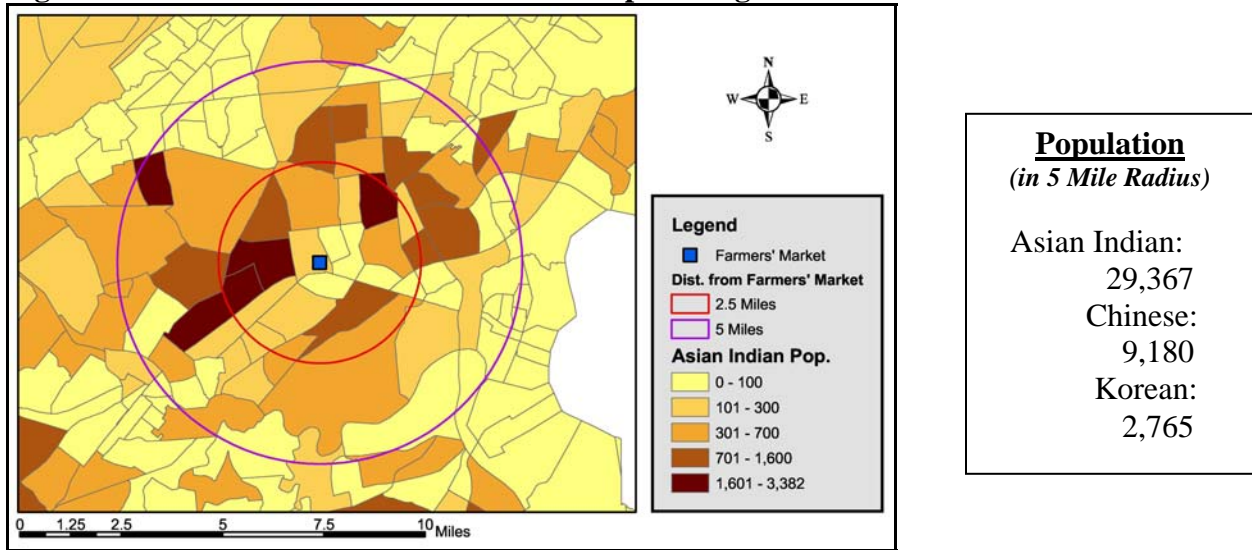 N
W E
S
Legend
Farmers' Market
Dist. from Farmers' Market
2.5 Miles
5 Miles
Asian Indian Pop.
0 - 100
101 - 300
301 - 700
701 - 1,600
1,601 - 3,382
0 1.25 2.5 5 7.5 10 Miles
Population
(in 5 Mile Radius)
Asian Indian:
29,367
Chinese:
9,180
Korean:
2,765